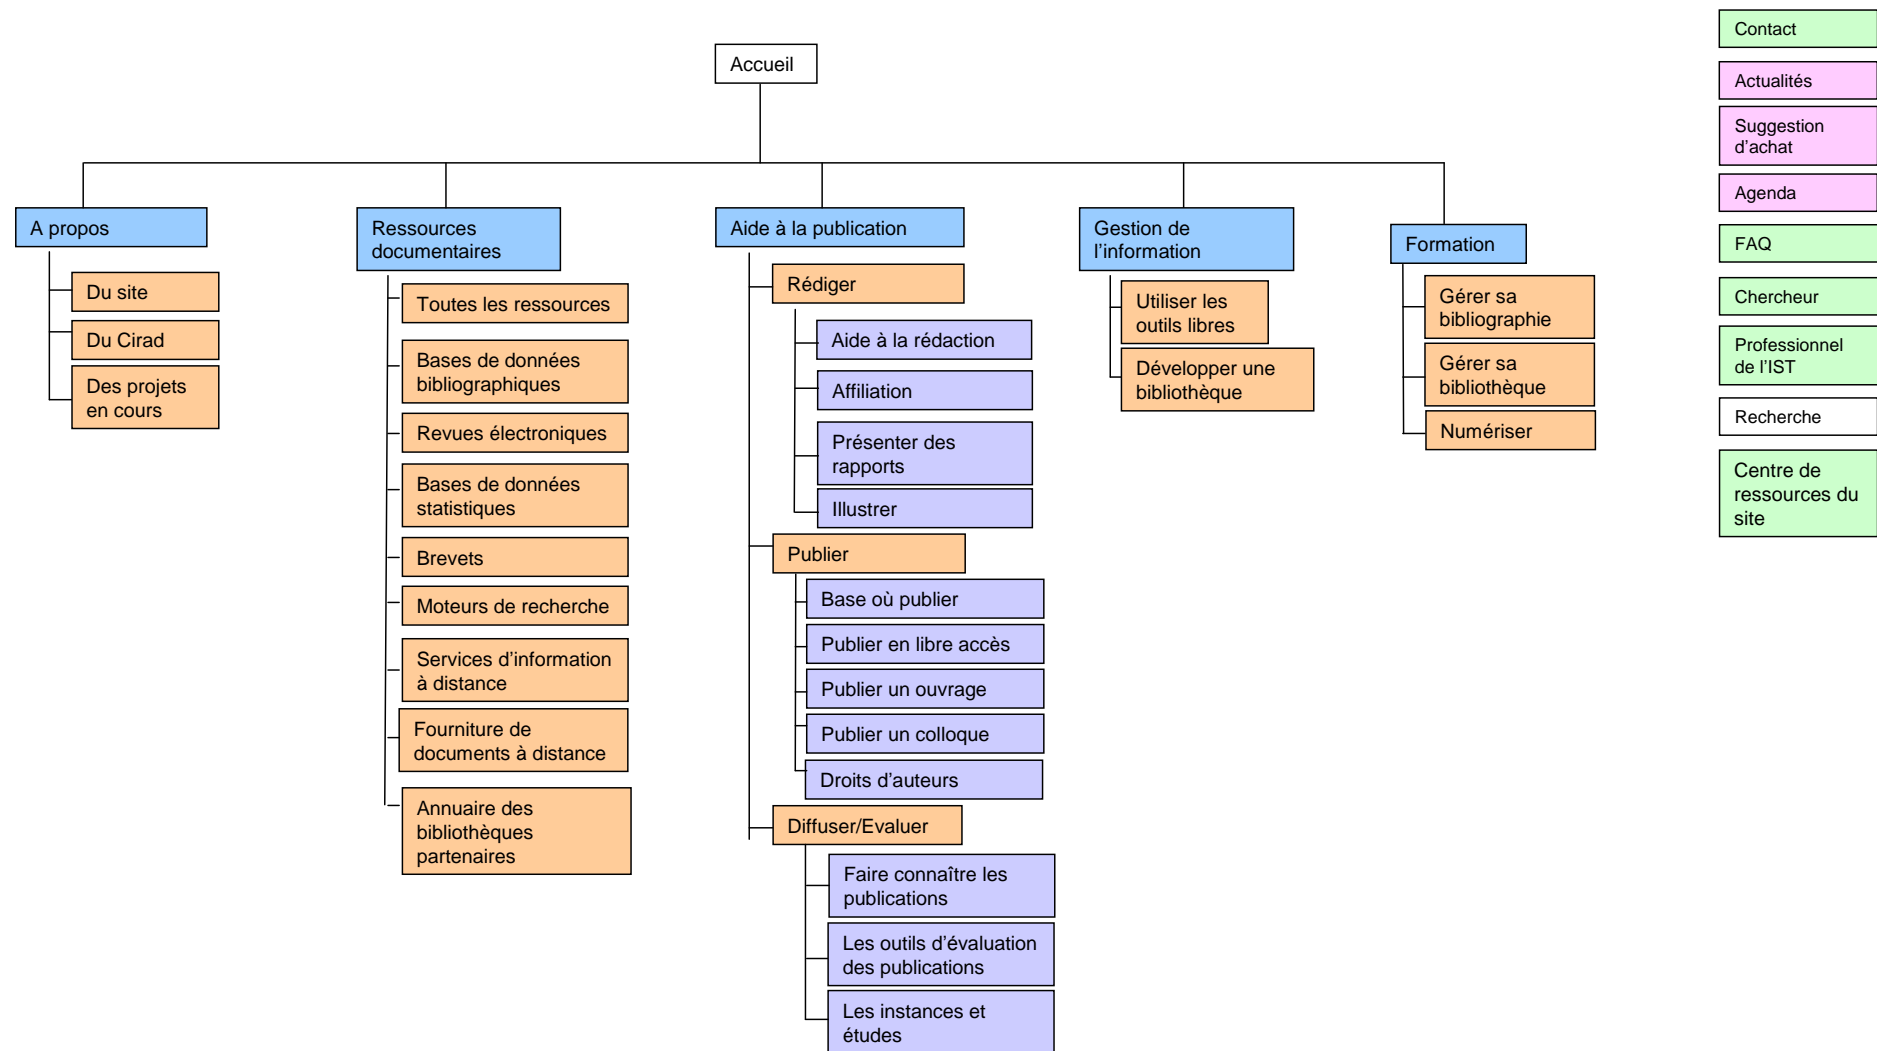 Accueil
A propos
Du site
Du Cirad
Des projets
en cours
Ressources
documentaires
Toutes les ressources
Bases de données
bibliographiques
Revues électroniques
Bases de données
statistiques
Brevets
Moteurs de recherche
Services d’information
à distance
Fourniture de
documents à distance
Annuaire des
bibliothèques
partenaires
Aide à la publication
Rédiger
Aide à la rédaction
Affiliation
Présenter des
rapports
Illustrer
Publier
Base où publier
Publier en libre accès
Publier un ouvrage
Publier un colloque
Droits d’auteurs
Diffuser/Evaluer
Faire connaître les
publications
Les outils d’évaluation
des publications
Les instances et
études
Gestion de
l’information
Utiliser les
outils libres
Développer une
bibliothèque
Formation
Gérer sa
bibliographie
Gérer sa
bibliothèque
Numériser
Contact
Actualités
Suggestion
d’achat
Agenda
FAQ
Chercheur
Professionnel
de l’IST
Recherche
Centre de
ressources du
site